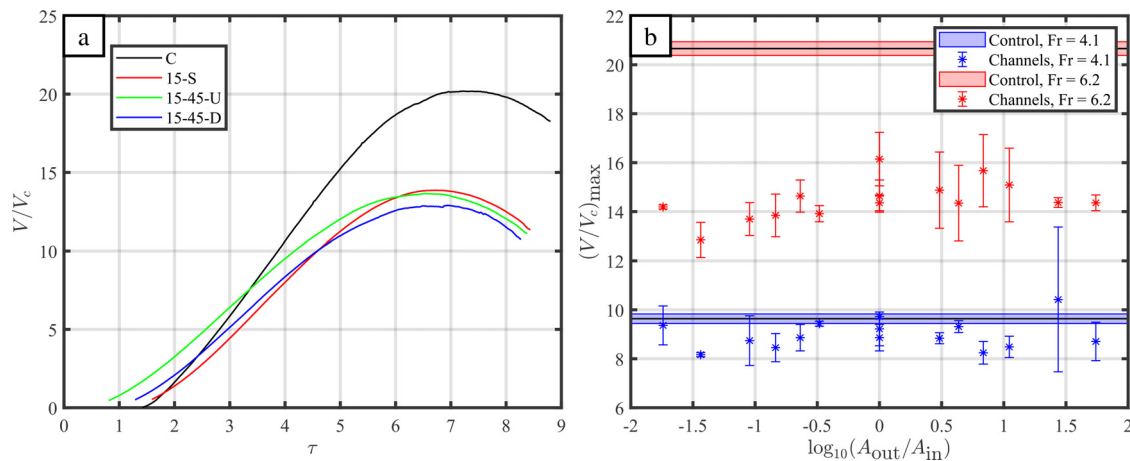 a
C
15-S
15-45-U
15-45-D
25
20
15
10
5
0
0 1 2 3 4 5 6 7 8 9
V/V_c
τ
b
Control, Fr = 4.1
Channels, Fr = 4.1
Control, Fr = 6.2
Channels, Fr = 6.2
22
20
18
16
14
12
10
8
6
-2 -1.5 -1 -0.5 0 0.5 1 1.5 2
(V/V_c)max
log10(Aout/Ain)